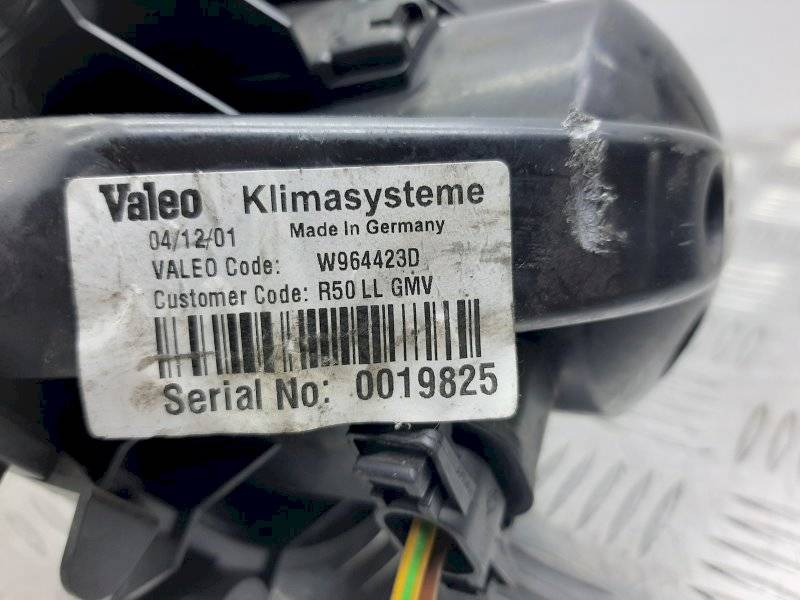 Valeo Klimasysteme
04/12/01 Made In Germany
VALEO Code: W964423D
Customer Code: R50 LL GMV
Serial No: 0019825